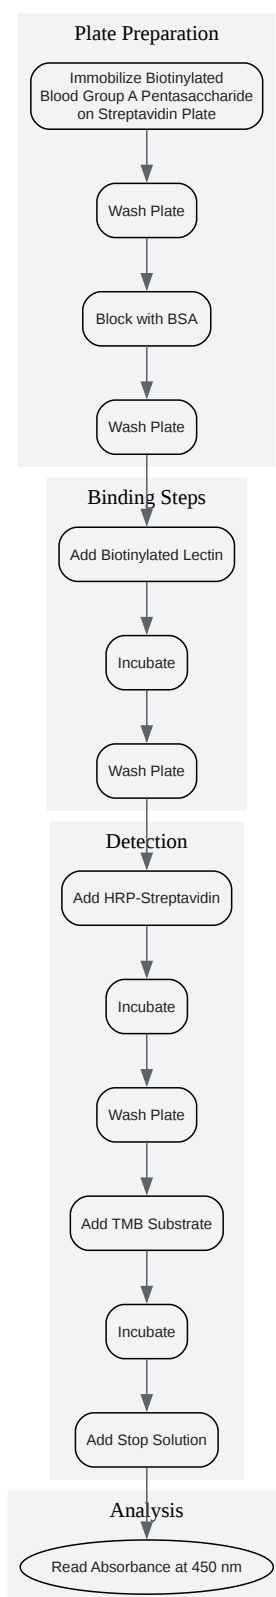 Plate Preparation
Immobilize Biotinylated
Blood Group A Pentasaccharide
on Streptavidin Plate
Wash Plate
Block with BSA
Wash Plate
Binding Steps
Add Biotinylated Lectin
Incubate
Wash Plate
Detection
Add HRP-Streptavidin
Incubate
Wash Plate
Add TMB Substrate
Incubate
Add Stop Solution
Analysis
Read Absorbance at 450 nm